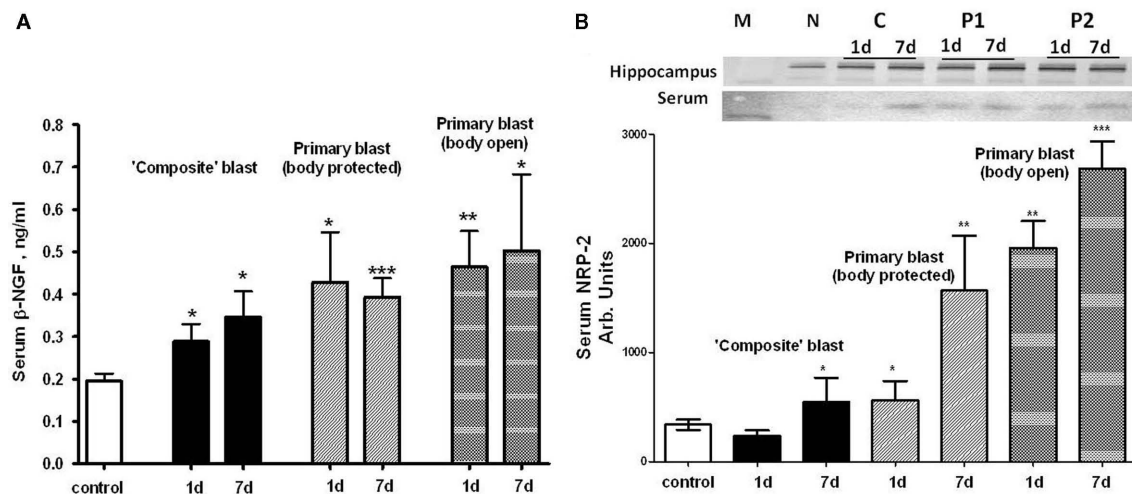 A
Serum β-NGF , ng/ml
0.8
0.7
0.6
0.5
0.4
0.3
0.2
0.1
0.0
'Composite' blast
Primary blast
(body protected)
Primary blast
(body open)
*
*
*
***
**
*
control
1d
7d
1d
7d
1d
7d
B
M N C P1 P2
1d 7d 1d 7d 1d 7d
Hippocampus
Serum
Serum NRP-2
Arb. Units
3000
2000
1000
0
'Composite' blast
Primary blast
(body protected)
Primary blast
(body open)
*
*
**
**
***
control
1d
7d
1d
7d
1d
7d